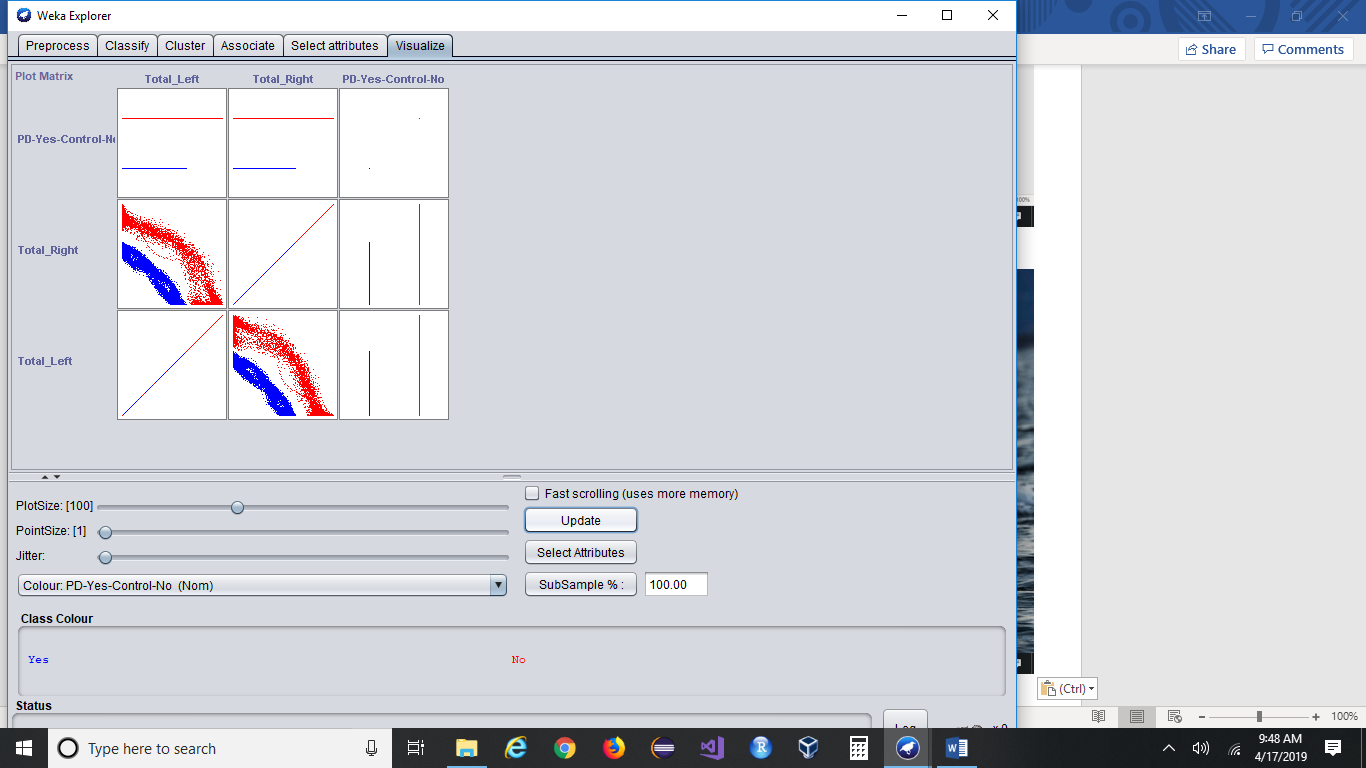 Weka Explorer
Preprocess Classify Cluster Associate Select attributes Visualize
Share Comments
Plot Matrix
Total_Left Total_Right PD-Yes-Control-No
PD-Yes-Control-No
Total_Right
Total_Left
PlotSize: [100]
PointSize: [1]
Jitter:
Fast scrolling (uses more memory)
Update
Select Attributes
SubSample % : 100.00
Colour: PD-Yes-Control-No (Nom)
Class Colour
Yes No
Status
Log
x 0
(Ctrl)
100%
Type here to search
9:48 AM
4/17/2019